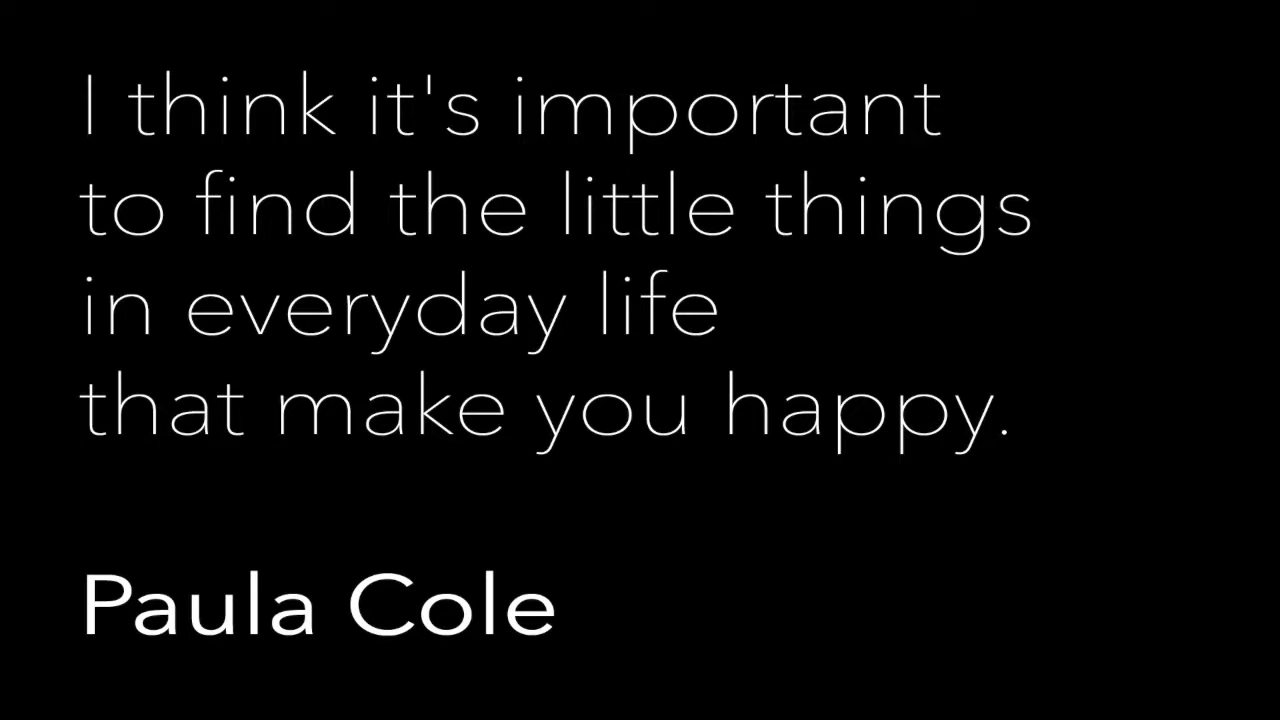 I think it's important
to find the little things
in everyday life
that make you happy.
Paula Cole